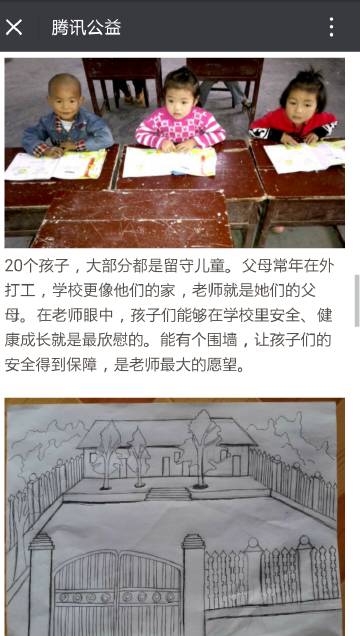 腾讯公益
20个孩子，大部分都是留守儿童。父母常年在外
打工，学校更像他们的家，老师就是她们的父
母。在老师眼中，孩子们能够在学校里安全、健
康成长就是最欣慰的。能有个围墙，让孩子们的
安全得到保障，是老师最大的愿望。